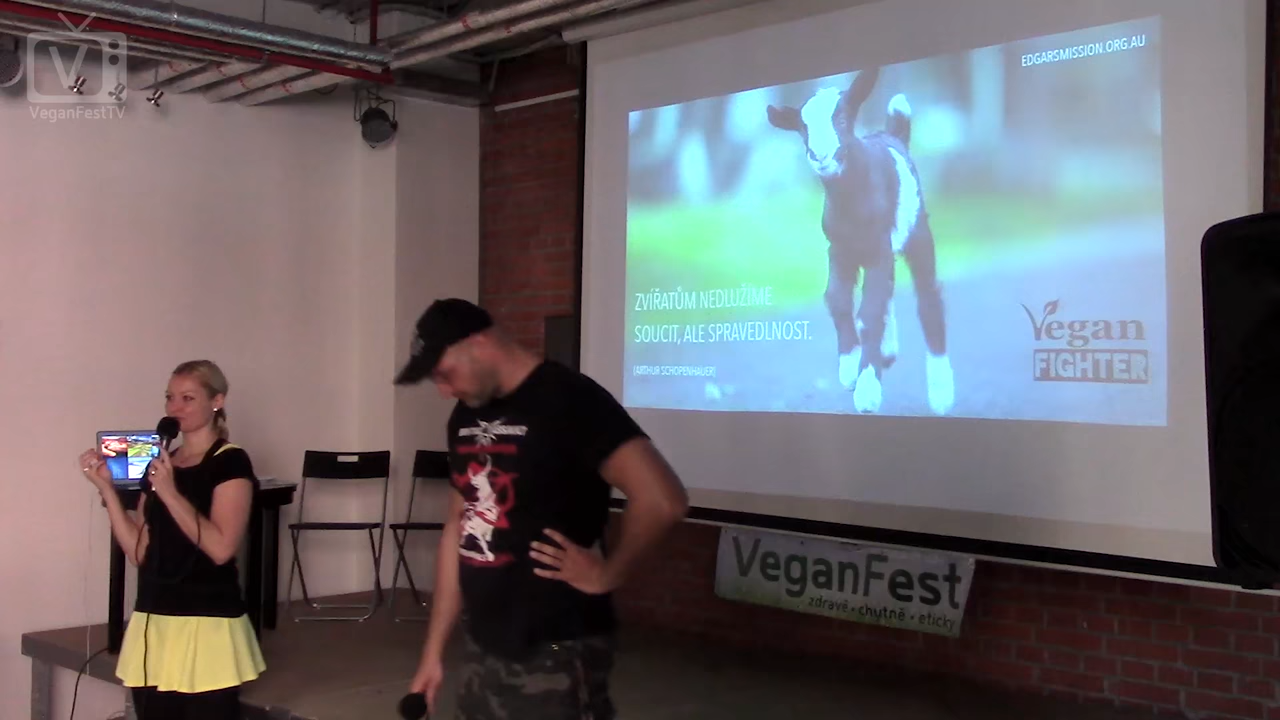 V
VeganFestTV
EDGARSMISSION.ORG.AU
ZVÍŘATŮM NEDLUŽÍME
SOUCIT, ALE SPRAVEDLNOST.
[ARTHUR SCHOPENHAUER]
Vegan
FIGHTER
VeganFest
zdravě • chutně • eticky